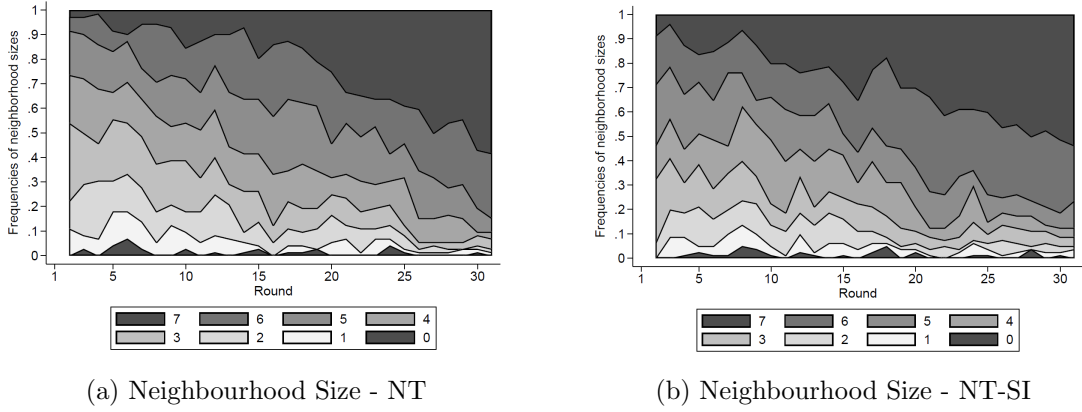 Frequencies of neighborhood sizes
1
.9
.8
.7
.6
.5
.4
.3
.2
.1
0
1 5 10 15 20 25 30
Round
7 6 5 4
3 2 1 0
(a) Neighbourhood Size - NT
Frequencies of neighborhood sizes
1
.9
.8
.7
.6
.5
.4
.3
.2
.1
0
1 5 10 15 20 25 30
Round
7 6 5 4
3 2 1 0
(b) Neighbourhood Size - NT-SI